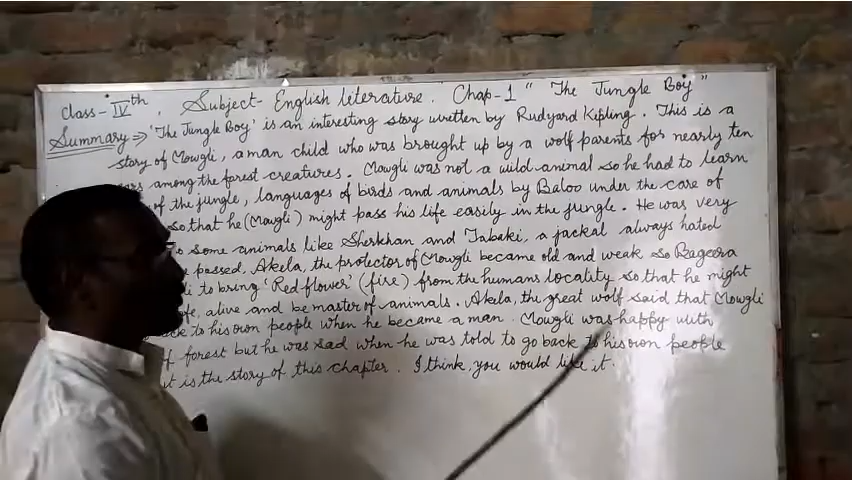 Class-IVth. Subject- English literature. Chap-1 "The Jungle Boy"
Summary → 'The Jungle Boy' is an interesting story written by Rudyard Kipling. This is a
story of Mowgli, a man child who was brought up by a wolf parents for nearly ten
among the forest creatures. Mowgli was not a wild animal so he had to learn
of the jungle, languages of birds and animals by Baloo under the care of
so that he (Mowgli) might pass his life easily in the jungle. He was very
some animals like Sherkhan and Tabaki, a jackal always hated
passed, Akela, the protector of Mowgli became old and weak so Bageera
to bring 'Red flower' (fire) from the humans locality so that he might
alive and be master of animals. Akela, the great wolf said that Mowgli
to his own people when he became a man. Mowgli was happy with
forest but he was sad when he was told to go back to his own people
is the story of this chapter. I think, you would like it.